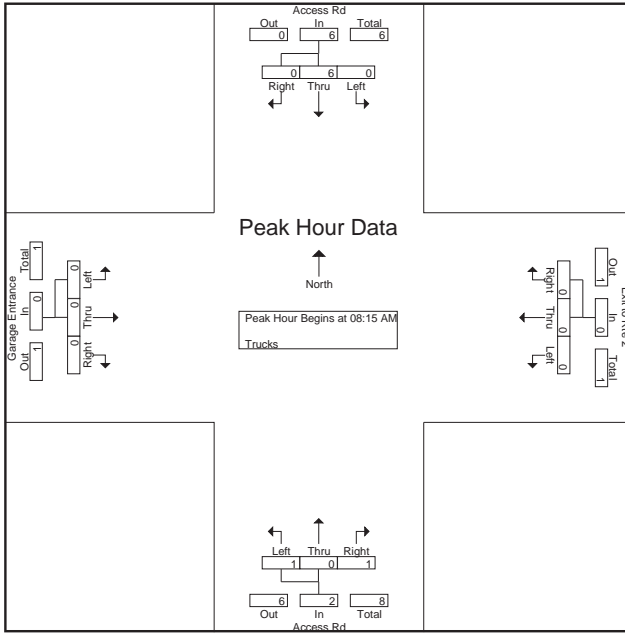 Access Rd
Out In Total
0 6 6
0 6 0
Right Thru Left
Peak Hour Data
North
Peak Hour Begins at 08:15 AM
Trucks
Garage Entrance
Out In Total
1 0 1
Right Thru Left
0 0 0
Right Thru Left
0 0 0
Out In Total
1 0 1
Left Thru Right
1 0 1
6 2 8
Out In Total
Access Rd